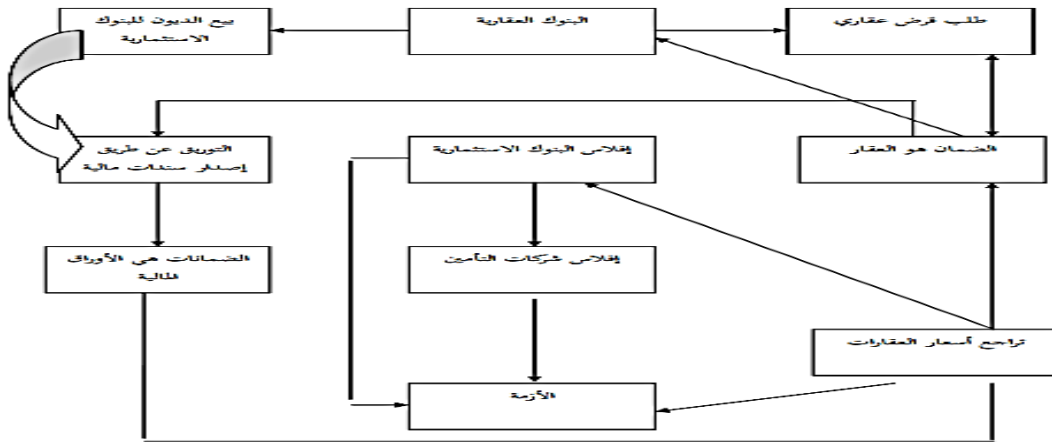 طلب قرض عقاري
البنوك العقارية
بيع الديون للبنوك
الاستثمارية
الضمان هو العقار
إفلاس البنوك الاستثمارية
التوريق عن طريق
إصدار سندات مالية
إفلاس شركات التأمين
الضمانات هي الأوراق
المالية
تراجع أسعار العقارات
الأزمة